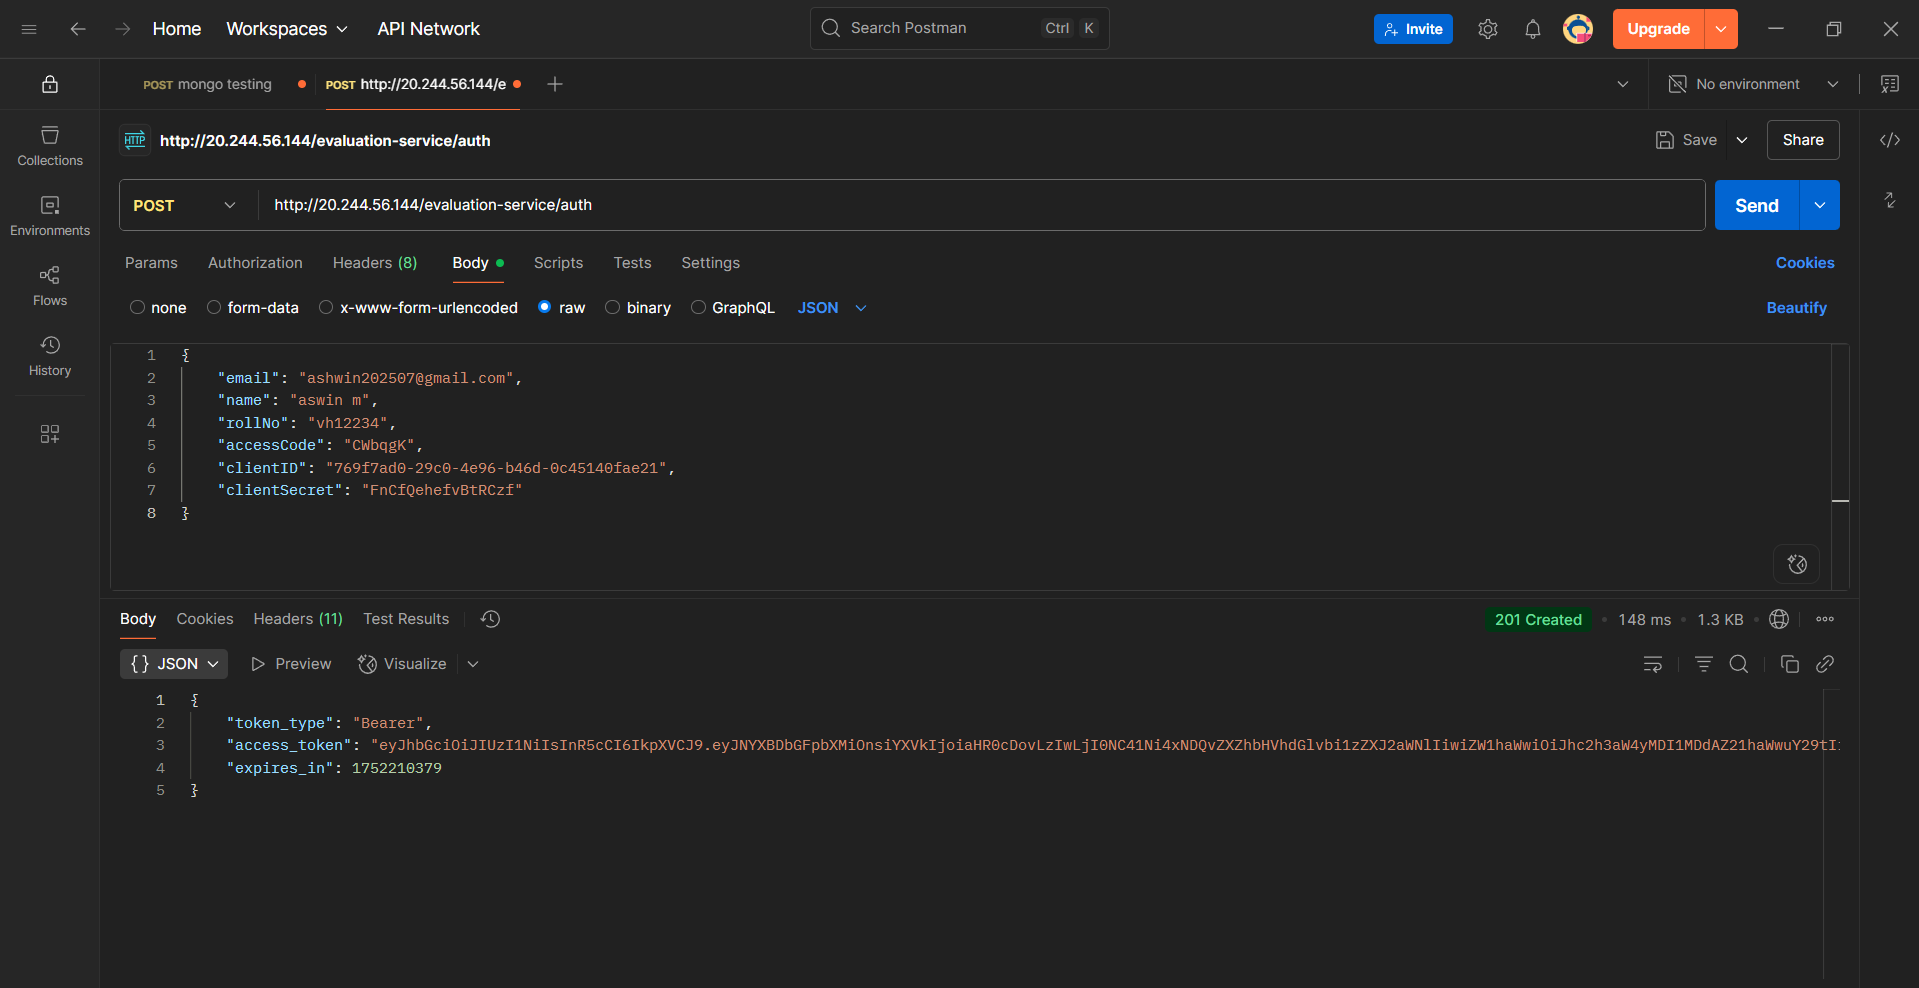 Home Workspaces API Network Search Postman Ctrl K Invite Upgrade
POST mongo testing POST http://20.244.56.144/e No environment
HTTP http://20.244.56.144/evaluation-service/auth Save Share
Collections
Environments
Flows
History
POST http://20.244.56.144/evaluation-service/auth Send
Params Authorization Headers (8) Body Scripts Tests Settings Cookies
none form-data x-www-form-urlencoded raw binary GraphQL JSON Beautify
1 {
2 "email": "ashwin202507@gmail.com",
3 "name": "aswin m",
4 "rollNo": "vh12234",
5 "accessCode": "CWbqgK",
6 "clientID": "769f7ad0-29c0-4e96-b46d-0c45140fae21",
7 "clientSecret": "FnCfQehefvBtRCzf"
8 }
Body Cookies Headers (11) Test Results 201 Created 148 ms 1.3 KB
{} JSON Preview Visualize
1 {
2 "token_type": "Bearer",
3 "access_token": "eyJhbGciOiJIUzI1NiIsInR5cCI6IkpXVCJ9.eyJNYXBDbGFpbXMiOnsiYXVkIjoiaHR0cDovLzIwLjI0NC41Ni4xNDQvZXZhbHVhdGlvbi1zZXJ2aWNlIiwiZW1haWwiOiJhc2h3aW4yMDI1MDdAZ21haWwuY29tIi
4 "expires_in": 1752210379
5 }